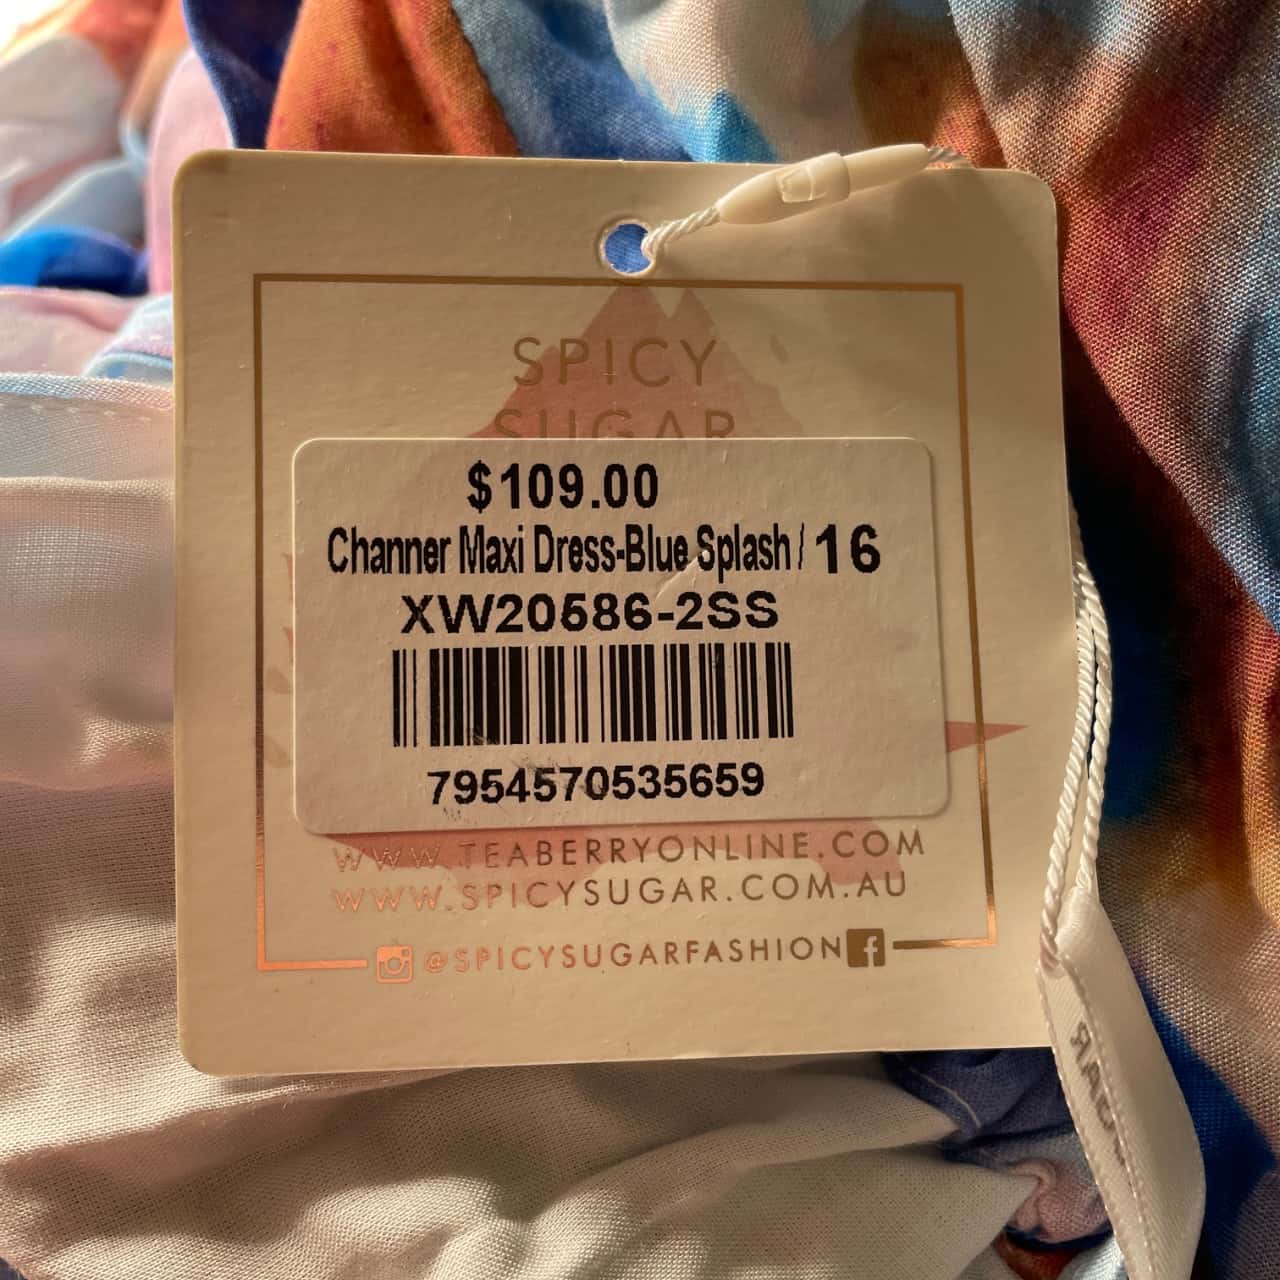 SPICY
SUGAR
$109.00
Channer Maxi Dress-Blue Splash / 16
XW20586-2SS
7954570535659
WWW.TEABERRYONLINE.COM
WWW.SPICYSUGAR.COM.AU
@SPICYSUGARFASHION